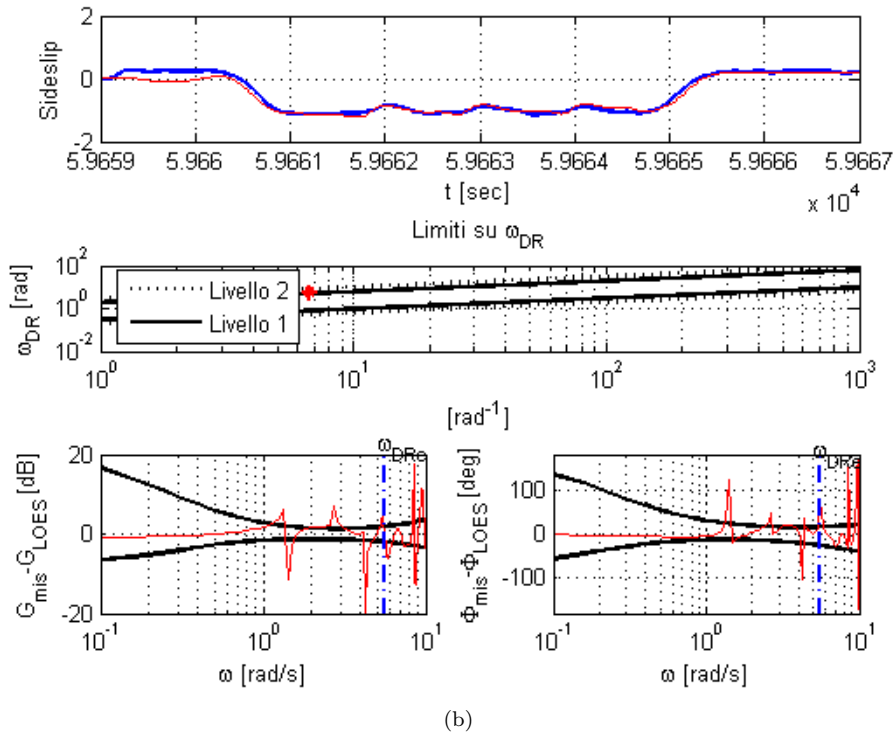 2
0
-2
Sideslip
5.9659 5.966 5.9661 5.9662 5.9663 5.9664 5.9665 5.9666 5.9667
t [sec]
x 10^4
Limiti su ω_DR
10^2
10^0
10^-2
ω_DR [rad]
Livello 2
Livello 1
10^0 10^1 10^2 10^3
[rad^-1]
20
0
-20
G_mis-G_LOES [dB]
ω_DRe
10^-1 10^0 10^1
ω [rad/s]
100
0
-100
Φ_mis-Φ_LOES [deg]
ω_DRe
10^-1 10^0 10^1
ω [rad/s]
(b)